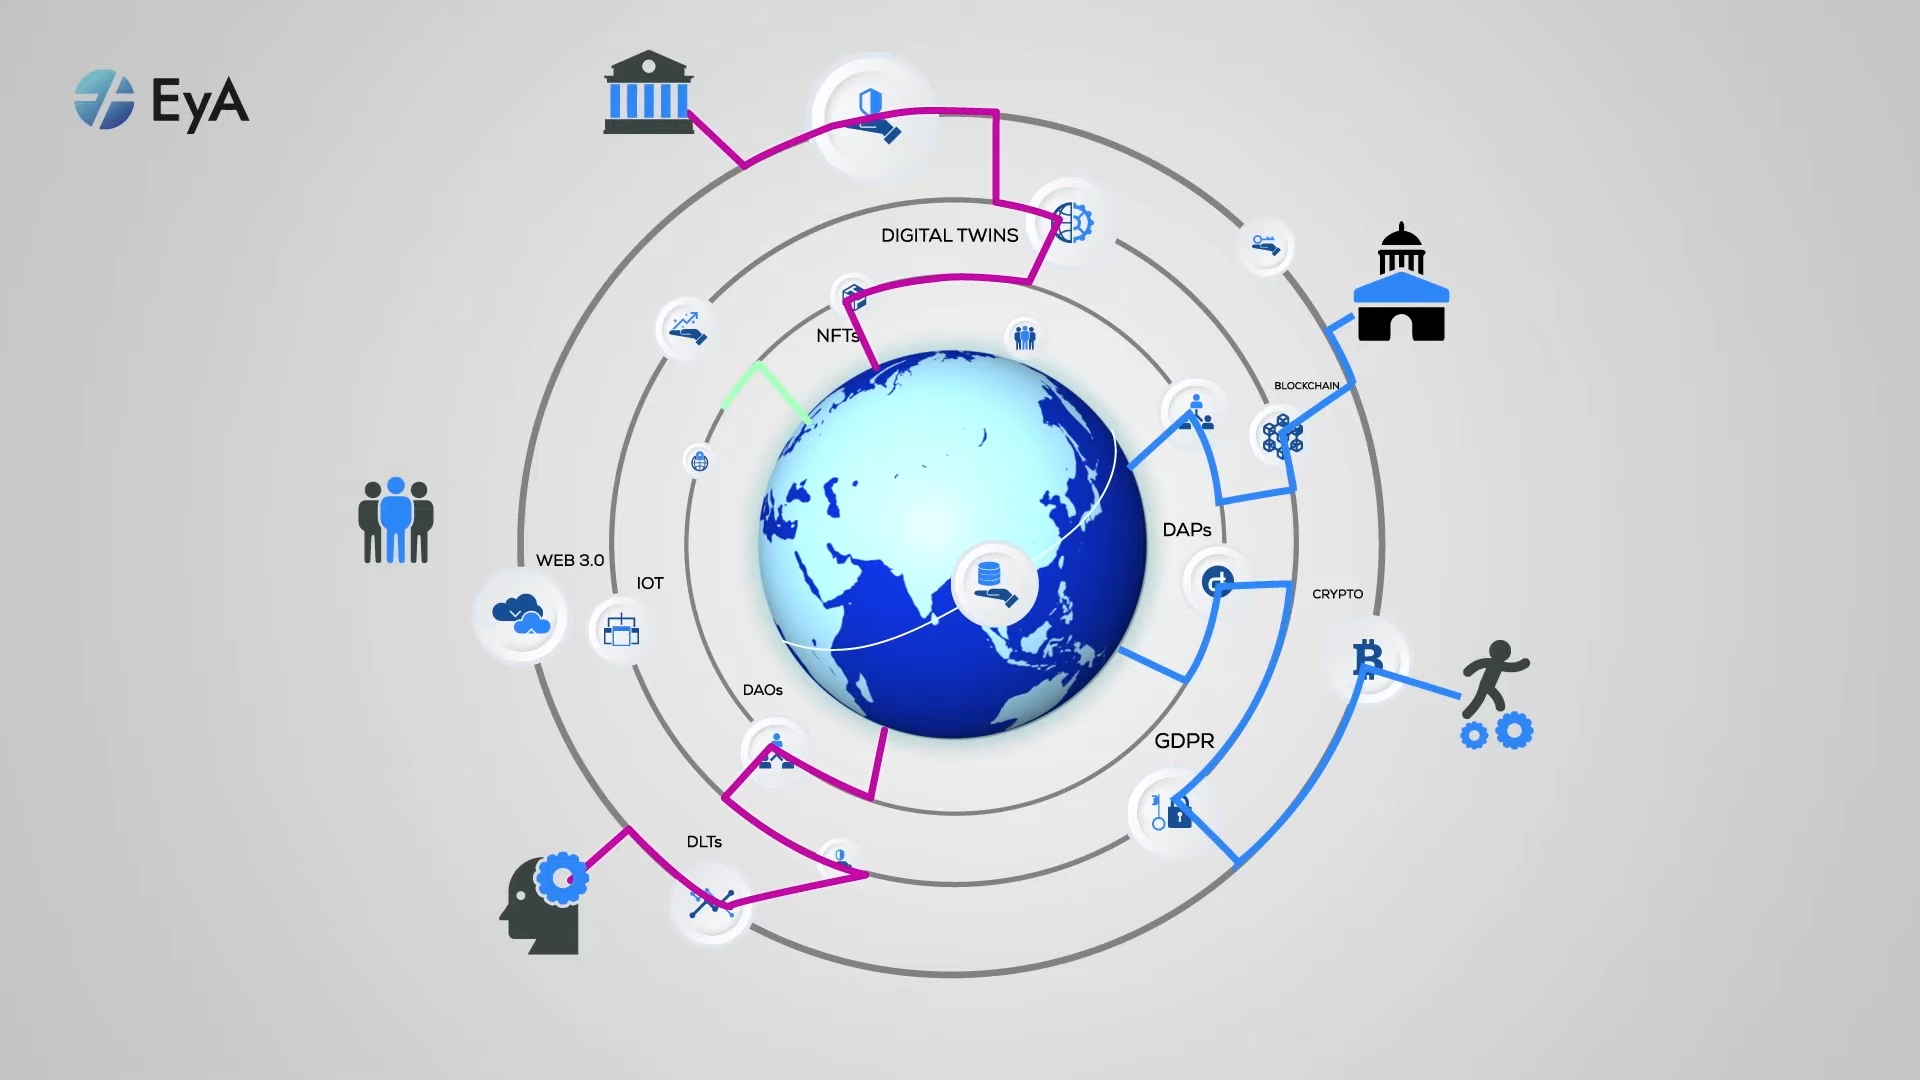 EyA
DIGITAL TWINS
NFTs
BLOCKCHAIN
DAPs
WEB 3.0
IOT
CRYPTO
DAOs
GDPR
DLTs